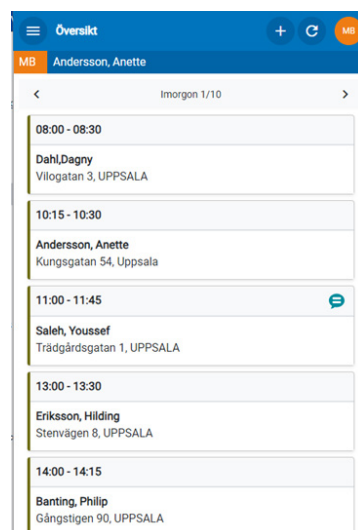 Översikt
MB
MB Andersson, Anette
Imorgon 1/10
08:00 - 08:30
Dahl,Dagny
Vilogatan 3, UPPSALA
10:15 - 10:30
Andersson, Anette
Kungsgatan 54, Uppsala
11:00 - 11:45
Saleh, Youssef
Trädgårdsgatan 1, UPPSALA
13:00 - 13:30
Eriksson, Hilding
Stenvägen 8, UPPSALA
14:00 - 14:15
Banting, Philip
Gångstigen 90, UPPSALA